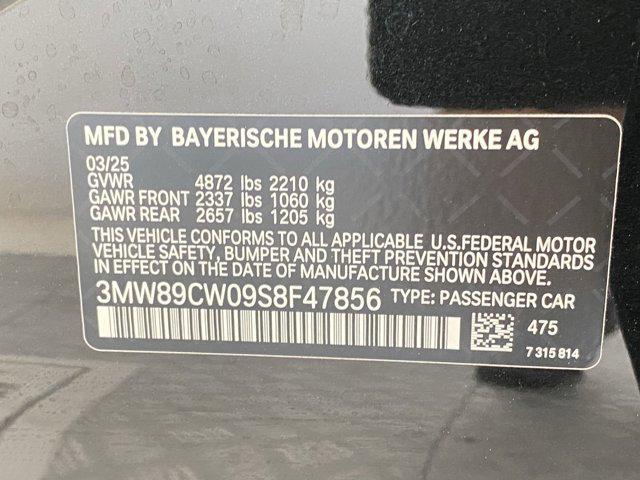 MFD BY BAYERISCHE MOTOREN WERKE AG
03/25
GVWR 4872 lbs 2210 kg
GAWR FRONT 2337 lbs 1060 kg
GAWR REAR 2657 lbs 1205 kg
THIS VEHICLE CONFORMS TO ALL APPLICABLE U.S.FEDERAL MOTOR
VEHICLE SAFETY, BUMPER AND THEFT PREVENTION STANDARDS
IN EFFECT ON THE DATE OF MANUFACTURE SHOWN ABOVE.
3MW89CW09S8F47856 TYPE: PASSENGER CAR
475
7 315 814